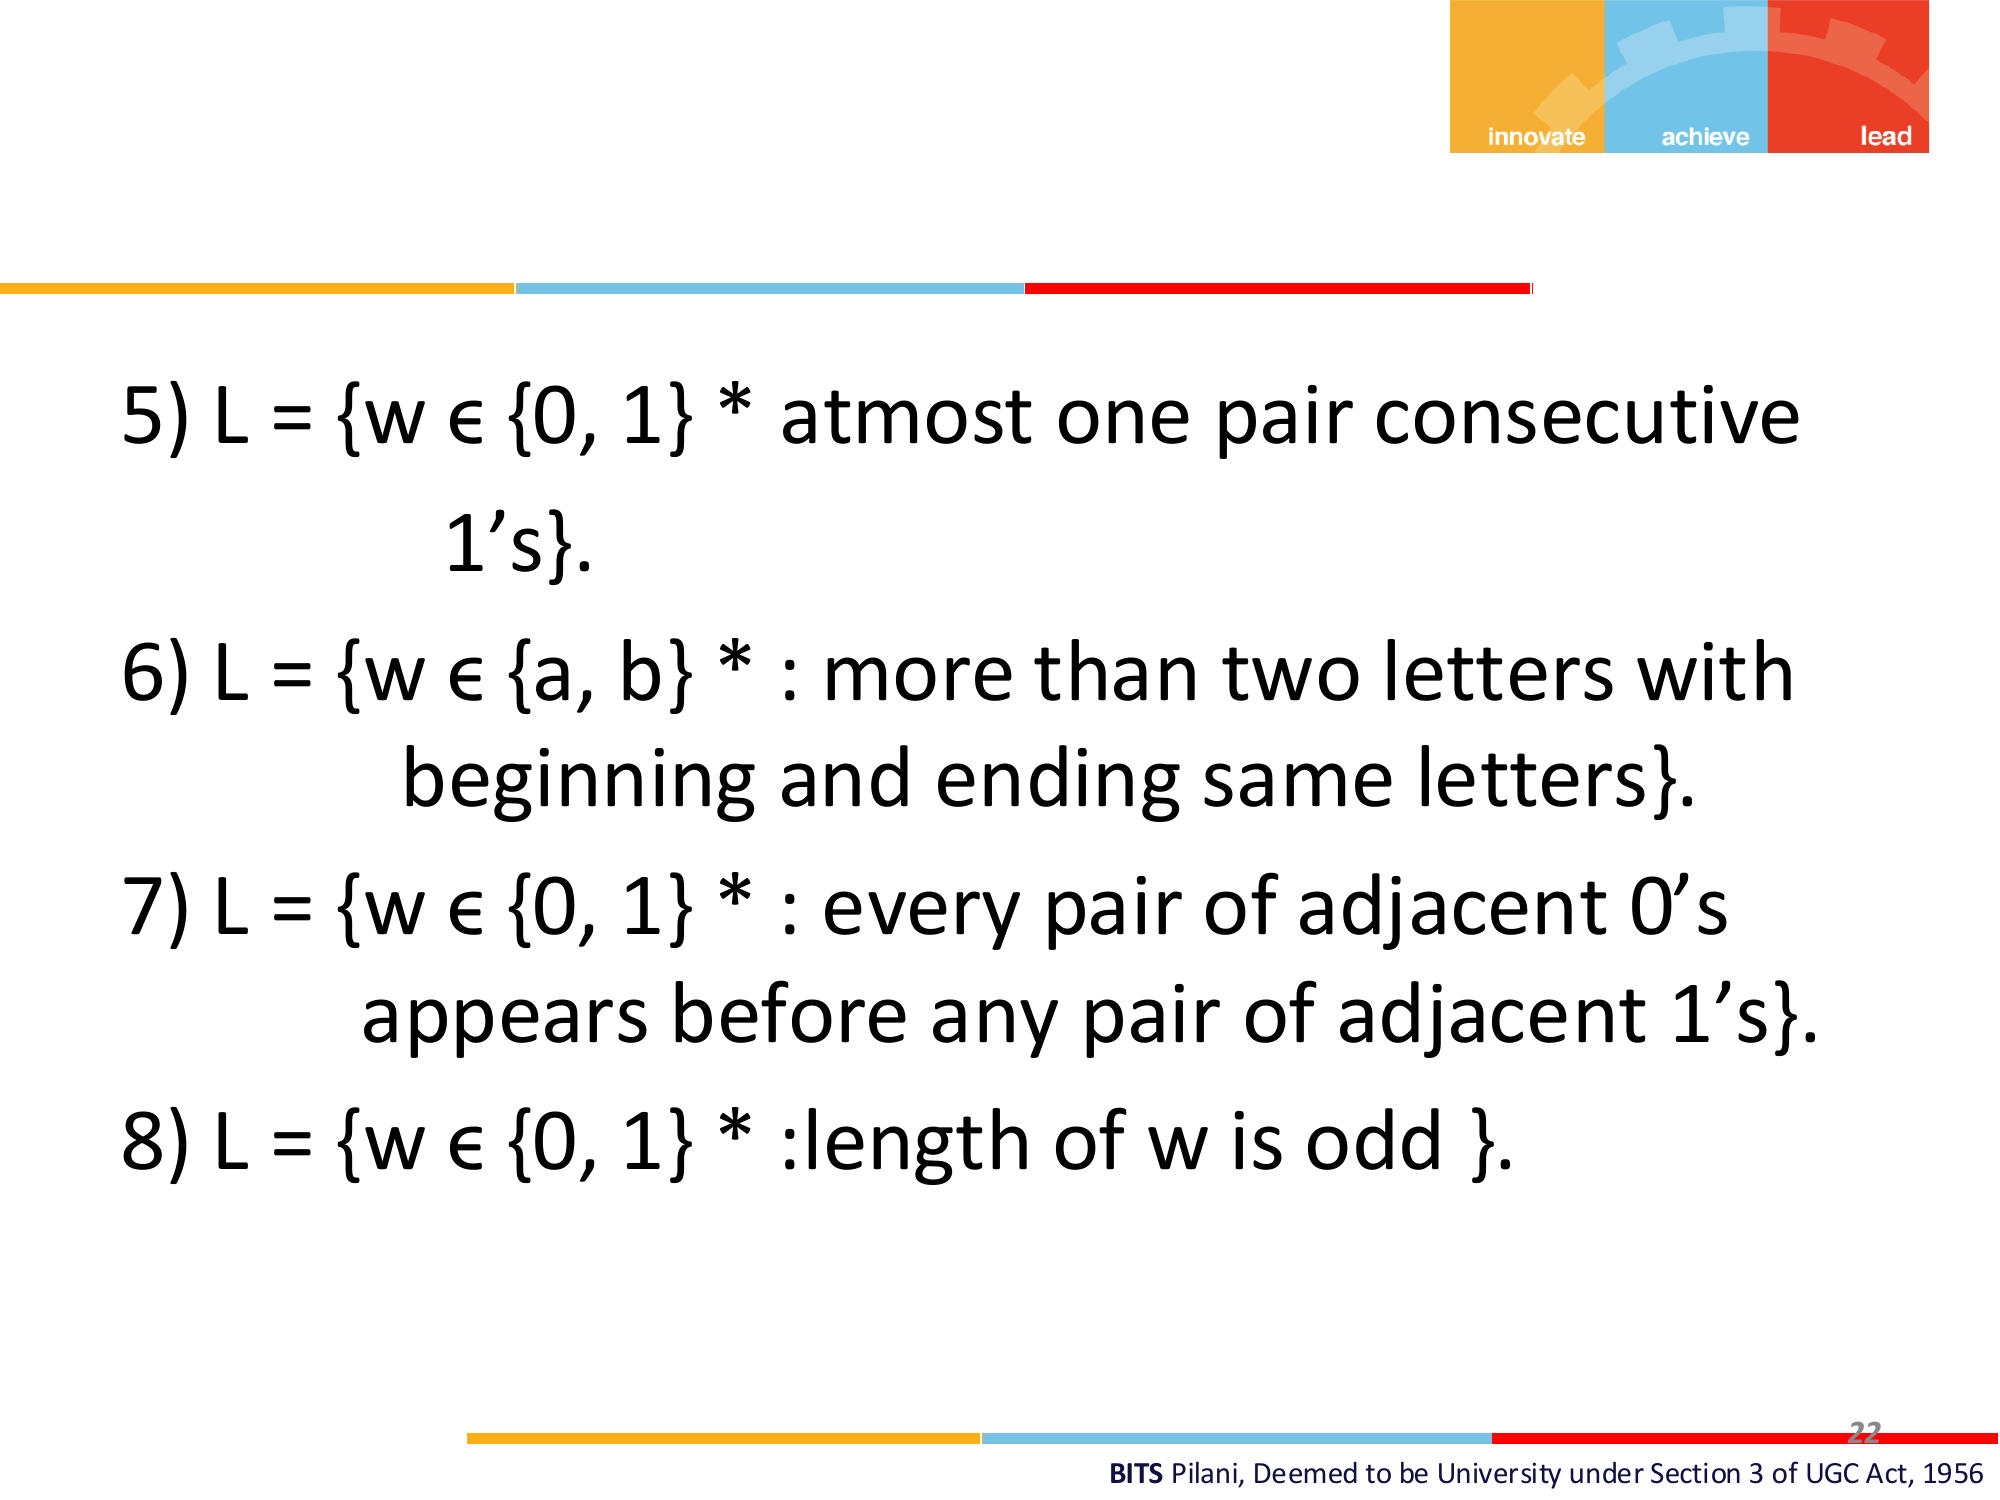 innovate achieve lead
5) L = {w ϵ {0, 1} * atmost one pair consecutive
1’s}.
6) L = {w ϵ {a, b} * : more than two letters with
beginning and ending same letters}.
7) L = {w ϵ {0, 1} * : every pair of adjacent 0’s
appears before any pair of adjacent 1’s}.
8) L = {w ϵ {0, 1} * :length of w is odd }.
22
BITS Pilani, Deemed to be University under Section 3 of UGC Act, 1956